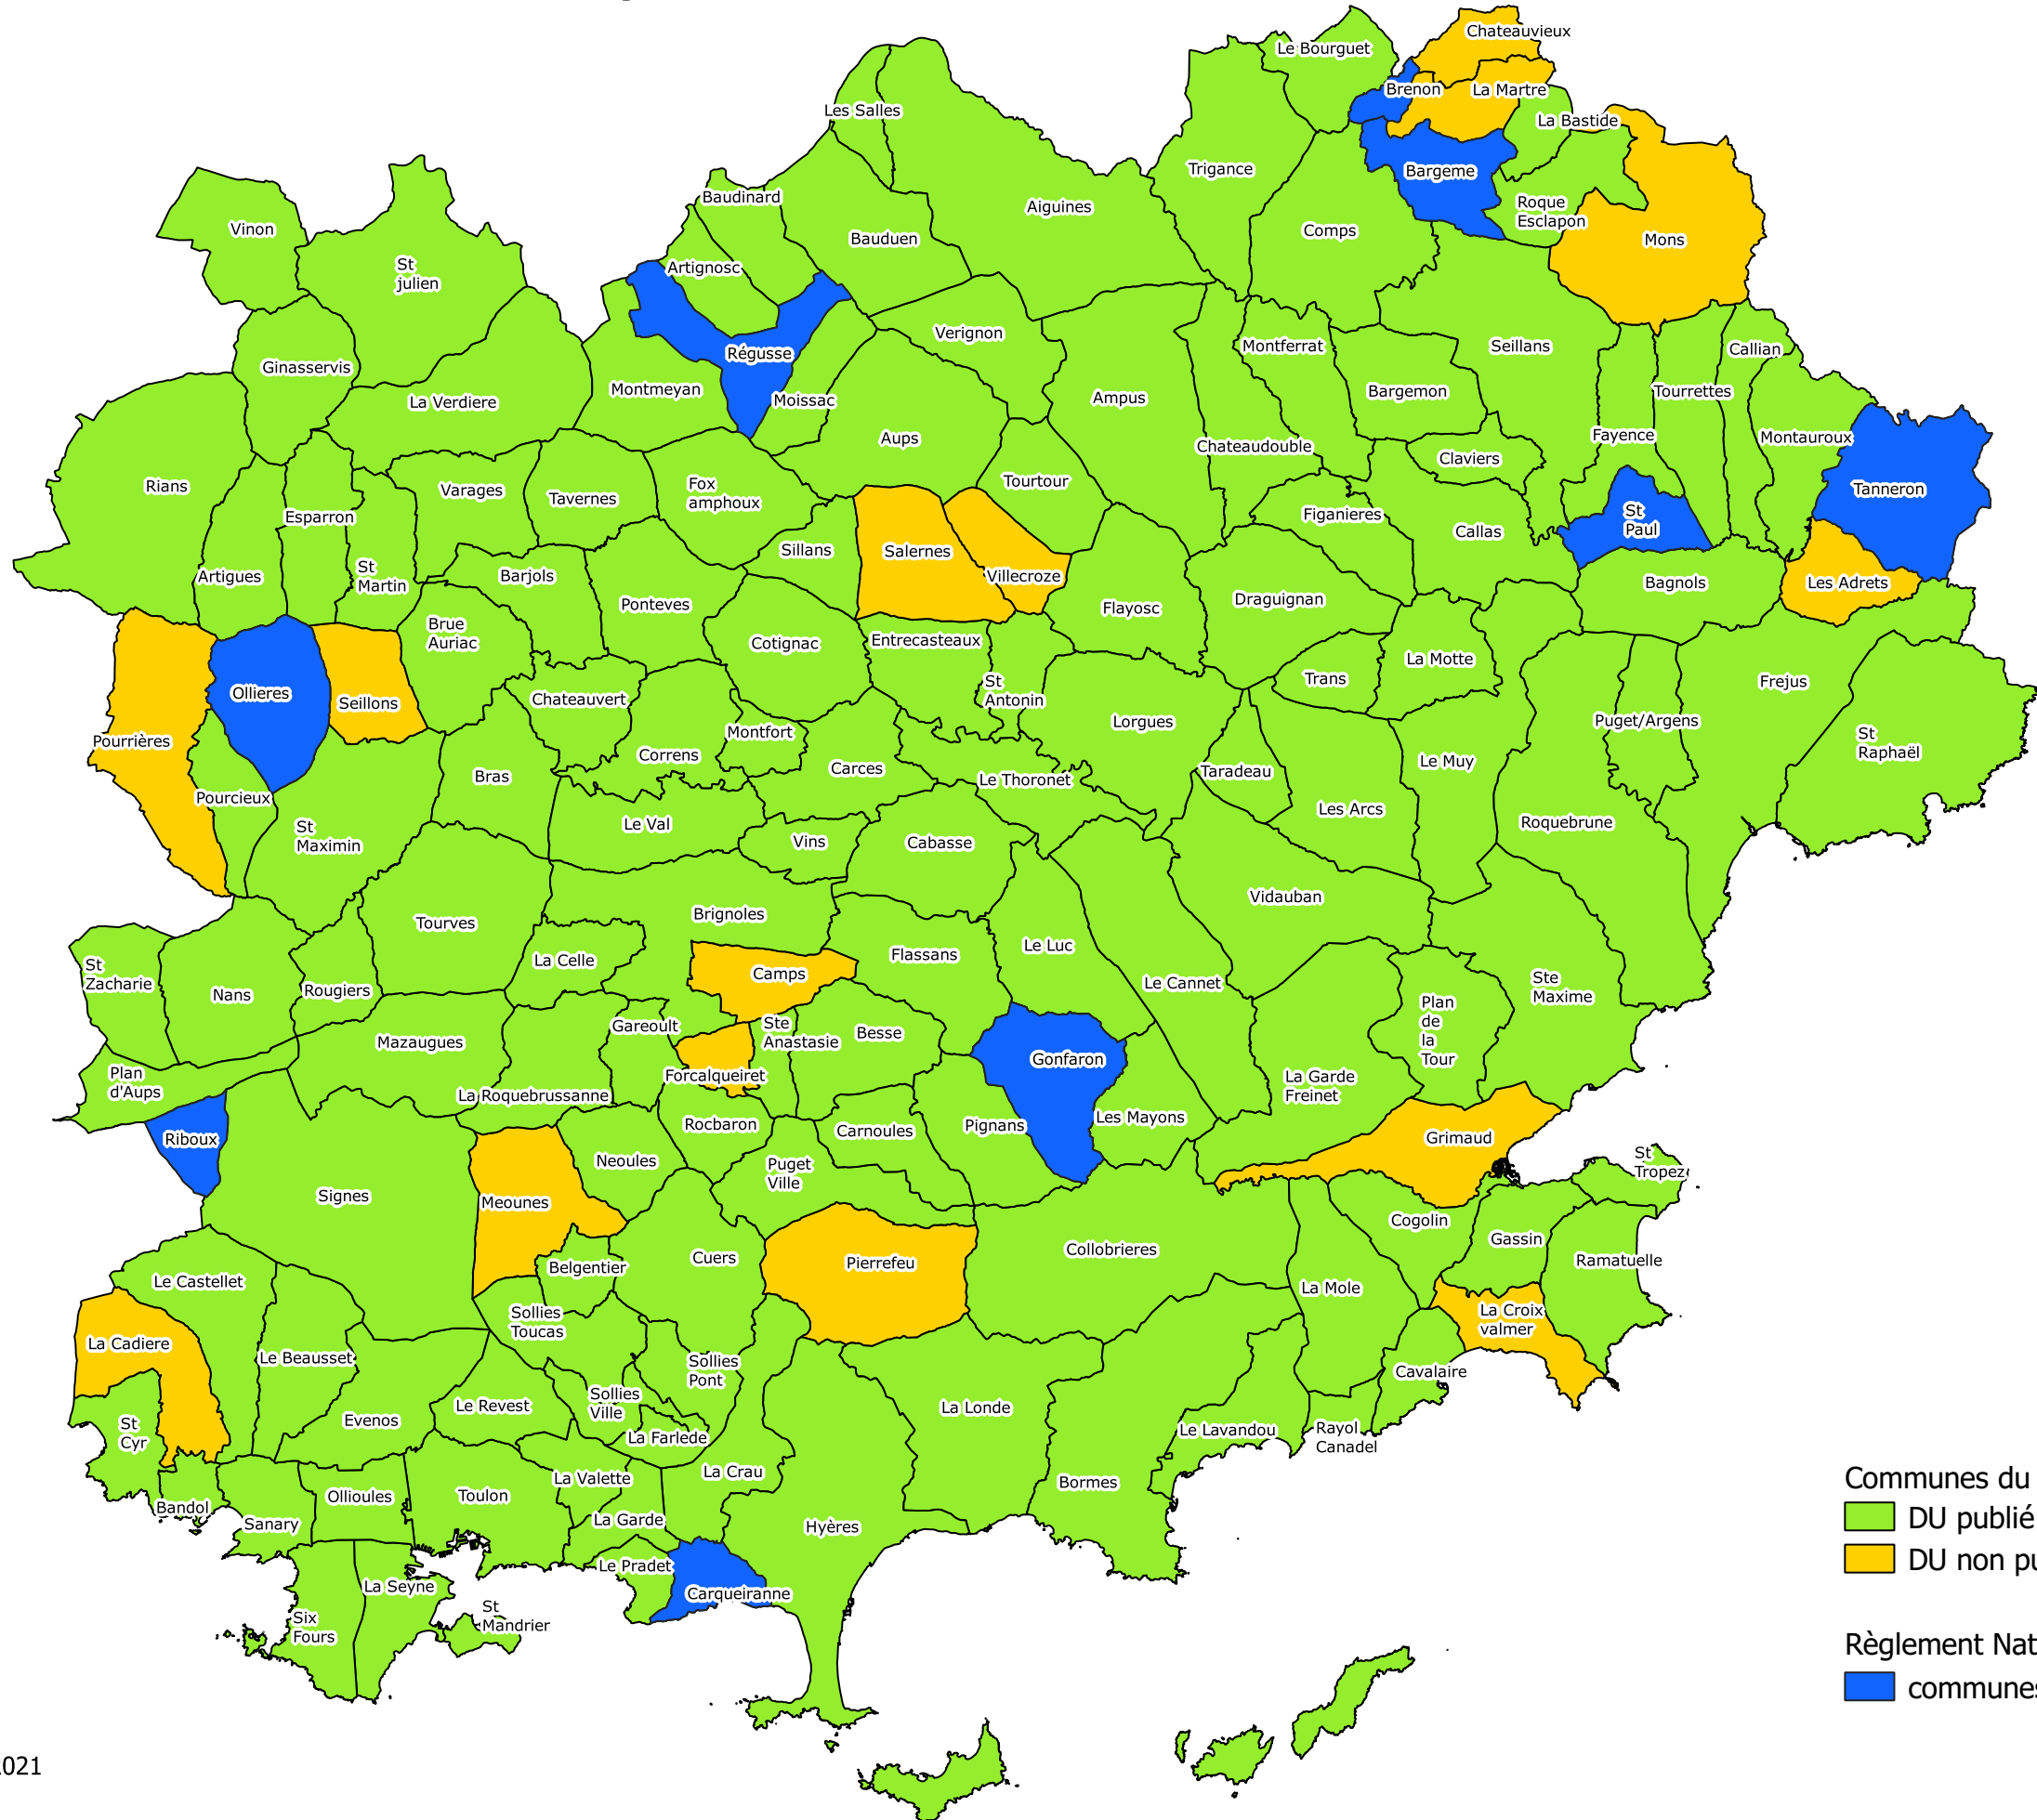 Chateauvieux
Le Bourguet
Brenon
La Martre
Les Salles
La Bastide
Trigance
Bargeme
Baudinard
Aiguines
Roque
Esclapon
Vinon
Bauduen
Comps
Mons
St
julien
Artignosc
Verignon
Montferrat
Seillans
Callian
Régusse
Ginasservis
Montmeyan
Bargemon
Tourrettes
La Verdiere
Moissac
Ampus
Aups
Chateaudouble
Fayence
Montauroux
Claviers
Rians
Varages
Tavernes
Fox
amphoux
Tourtour
Tanneron
Esparron
Figanieres
St
Paul
Callas
Sillans
Salernes
Artigues
St
Martin
Barjols
Villecroze
Bagnols
Les Adrets
Ponteves
Flayosc
Draguignan
Brue
Auriac
Cotignac
Entrecasteaux
La Motte
Ollieres
Seillons
Chateauvert
St
Antonin
Trans
Frejus
Lorgues
Puget/Argens
Pourrières
Montfort
Correns
St
Raphaël
Bras
Carces
Le Thoronet
Taradeau
Le Muy
Pourcieux
St
Maximin
Le Val
Les Arcs
Roquebrune
Vins
Cabasse
Tourves
Brignoles
Vidauban
St
Zacharie
Nans
Rougiers
La Celle
Camps
Flassans
Le Luc
Le Cannet
Ste
Maxime
Plan
de
la
Tour
Mazaugues
Gareoult
Ste
Anastasie
Besse
Gonfaron
Plan
d'Aups
La Roquebrussanne
Forcalqueiret
La Garde
Freinet
Riboux
Rocbaron
Carnoules
Pignans
Les Mayons
Grimaud
Signes
Meounes
Neoules
Puget
Ville
St
Tropez
Cogolin
Gassin
Ramatuelle
Le Castellet
Belgentier
Cuers
Pierrefeu
Collobrieres
La Mole
La Cadiere
Sollies
Toucas
La Croix
valmer
Le Beausset
Sollies
Pont
Cavalaire
St
Cyr
Evenos
Le Revest
Sollies
Ville
La Londe
Le Lavandou
Rayol
Canadel
La Farlede
Bandol
Sanary
Ollioules
Toulon
La Valette
La Crau
Bormes
La Garde
Hyères
Le Pradet
La Seyne
Carqueiranne
Six
Fours
St
Mandrier
Communes du
DU publié
DU non pu
Règlement Nat
communes
2021